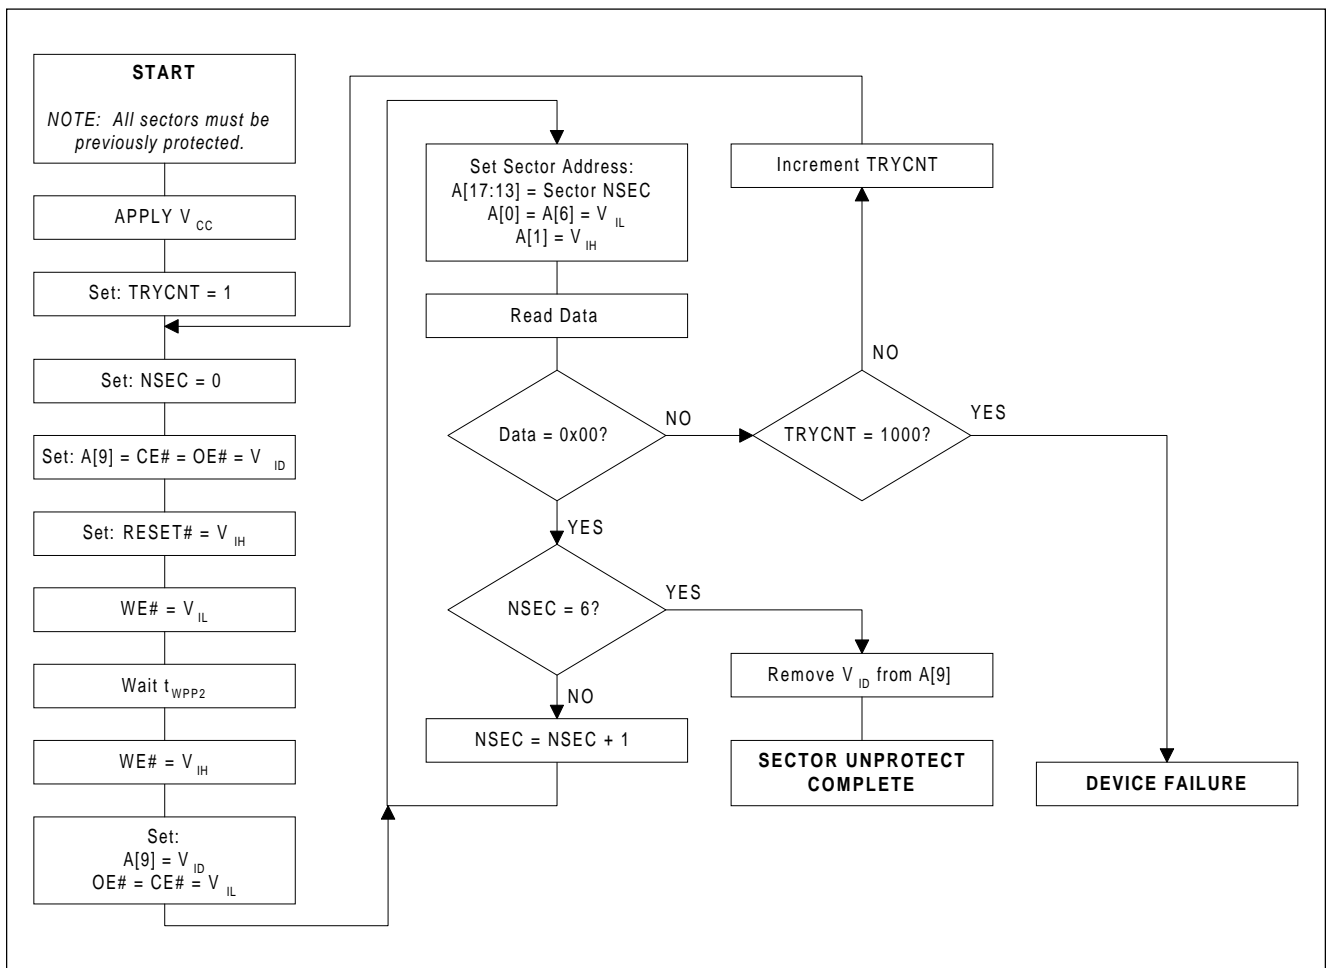 START
NOTE: All sectors must be
previously protected.
APPLY V CC
Set: TRYCNT = 1
Set: NSEC = 0
Set: A[9] = CE# = OE# = V ID
Set: RESET# = V IH
WE# = V IL
Wait t WPP2
WE# = V IH
Set:
A[9] = V ID
OE# = CE# = V IL
Set Sector Address:
A[17:13] = Sector NSEC
A[0] = A[6] = V IL
A[1] = V IH
Read Data
Data = 0x00?
NO
YES
NSEC = 6?
YES
NO
NSEC = NSEC + 1
Increment TRYCNT
NO
TRYCNT = 1000?
YES
Remove V ID from A[9]
SECTOR UNPROTECT
COMPLETE
DEVICE FAILURE